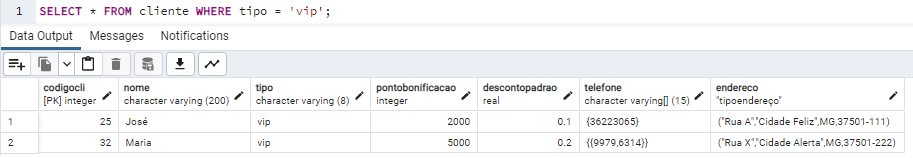 1 SELECT * FROM cliente WHERE tipo = 'vip';
Data Output Messages Notifications
codigocli nome tipo pontobonificacao descontopadrao telefone endereco
[PK] integer character varying (200) character varying (8) integer real character varying[] (15) "tipoendereço"
1 25 José vip 2000 0.1 {36223065} ("Rua A","Cidade Feliz",MG,37501-111)
2 32 Maria vip 5000 0.2 {{9979,6314}} ("Rua X","Cidade Alerta",MG,37501-222)